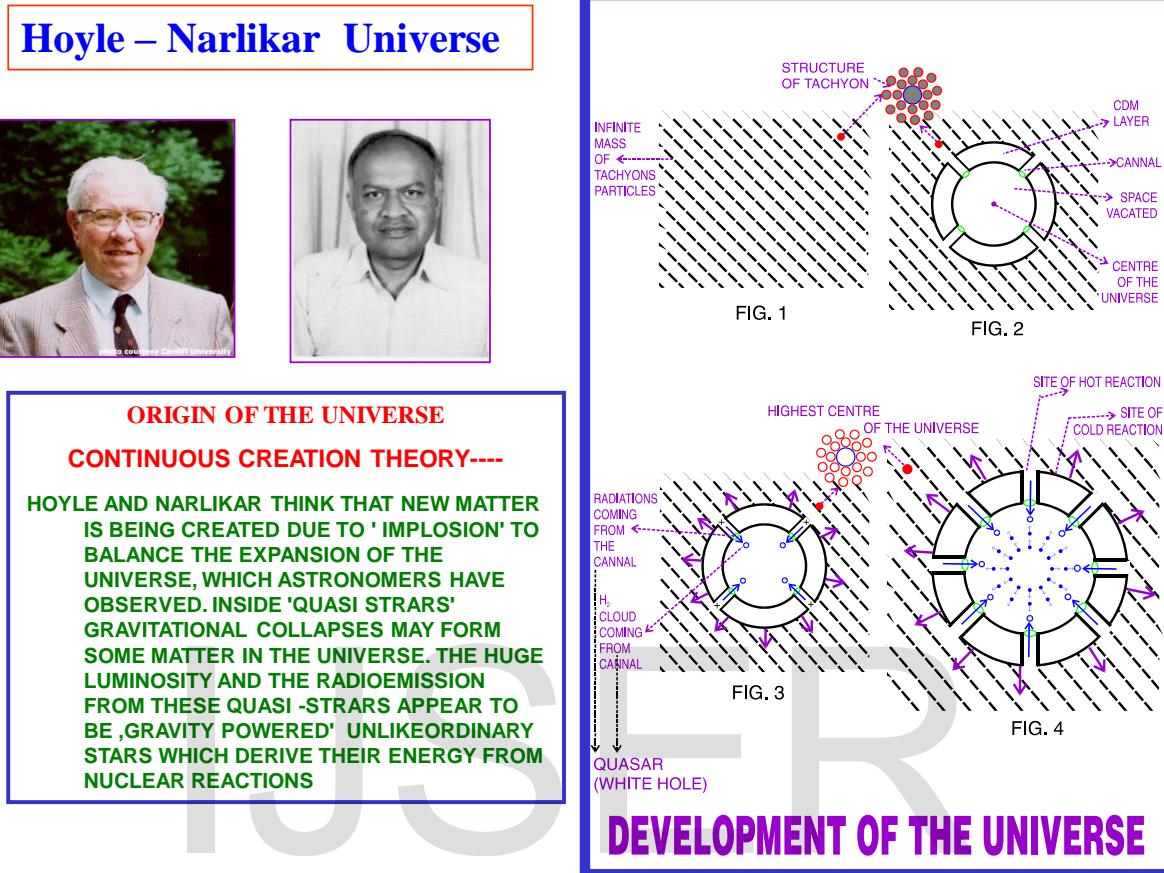 Hoyle – Narlikar Universe
photo courtesy Cardiff University
ORIGIN OF THE UNIVERSE
CONTINUOUS CREATION THEORY----
HOYLE AND NARLIKAR THINK THAT NEW MATTER
IS BEING CREATED DUE TO ' IMPLOSION' TO
BALANCE THE EXPANSION OF THE
UNIVERSE, WHICH ASTRONOMERS HAVE
OBSERVED. INSIDE 'QUASI STRARS'
GRAVITATIONAL COLLAPSES MAY FORM
SOME MATTER IN THE UNIVERSE. THE HUGE
LUMINOSITY AND THE RADIOEMISSION
FROM THESE QUASI -STRARS APPEAR TO
BE ,GRAVITY POWERED' UNLIKEORDINARY
STARS WHICH DERIVE THEIR ENERGY FROM
NUCLEAR REACTIONS
STRUCTURE
OF TACHYON
INFINITE
MASS
OF
TACHYONS
PARTICLES
FIG. 1
CDM
LAYER
CANNAL
SPACE
VACATED
CENTRE
OF THE
UNIVERSE
FIG. 2
HIGHEST CENTRE
OF THE UNIVERSE
RADIATIONS
COMING
FROM
THE
CANNAL
H₂
CLOUD
COMING
FROM
CANNAL
FIG. 3
QUASAR
(WHITE HOLE)
SITE OF HOT REACTION
SITE OF
COLD REACTION
FIG. 4
DEVELOPMENT OF THE UNIVERSE
IJSER